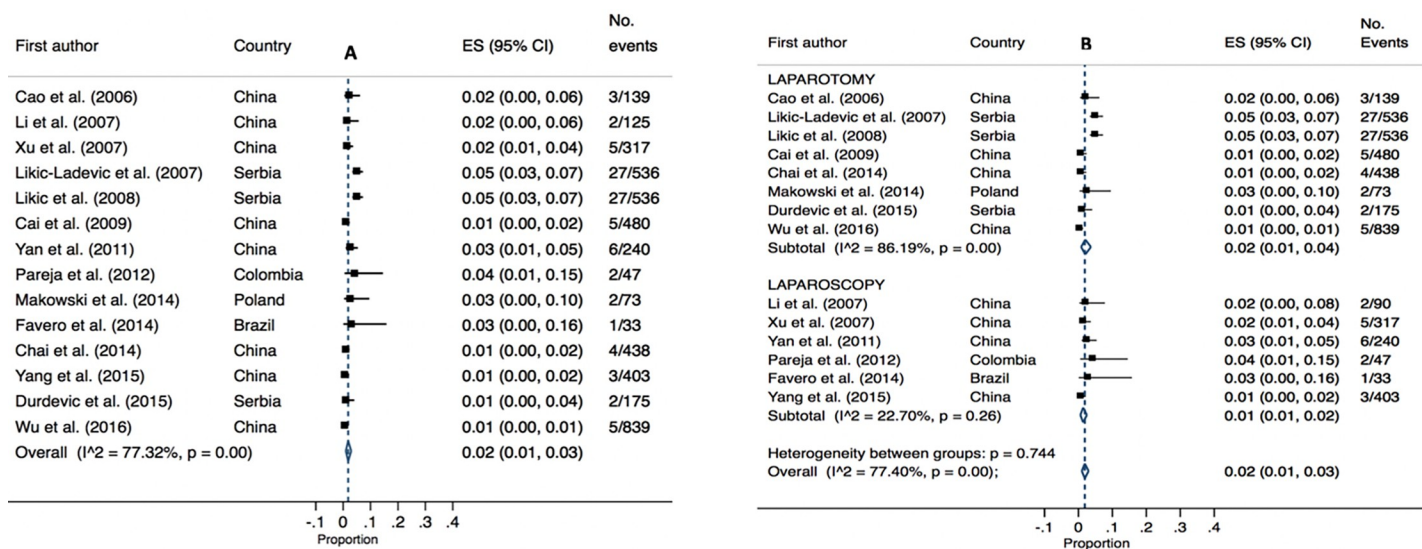 No.
First author Country A ES (95% CI) events
Cao et al. (2006) China 0.02 (0.00, 0.06) 3/139
Li et al. (2007) China 0.02 (0.00, 0.06) 2/125
Xu et al. (2007) China 0.02 (0.01, 0.04) 5/317
Likic-Ladevic et al. (2007) Serbia 0.05 (0.03, 0.07) 27/536
Likic et al. (2008) Serbia 0.05 (0.03, 0.07) 27/536
Cai et al. (2009) China 0.01 (0.00, 0.02) 5/480
Yan et al. (2011) China 0.03 (0.01, 0.05) 6/240
Pareja et al. (2012) Colombia 0.04 (0.01, 0.15) 2/47
Makowski et al. (2014) Poland 0.03 (0.00, 0.10) 2/73
Favero et al. (2014) Brazil 0.03 (0.00, 0.16) 1/33
Chai et al. (2014) China 0.01 (0.00, 0.02) 4/438
Yang et al. (2015) China 0.01 (0.00, 0.02) 3/403
Durdevic et al. (2015) Serbia 0.01 (0.00, 0.04) 2/175
Wu et al. (2016) China 0.01 (0.00, 0.01) 5/839
Overall (I^2 = 77.32%, p = 0.00) 0.02 (0.01, 0.03)
-.1 0 .1 .2 .3 .4
Proportion
No.
First author Country B ES (95% CI) Events
LAPAROTOMY
Cao et al. (2006) China 0.02 (0.00, 0.06) 3/139
Likic-Ladevic et al. (2007) Serbia 0.05 (0.03, 0.07) 27/536
Likic et al. (2008) Serbia 0.05 (0.03, 0.07) 27/536
Cai et al. (2009) China 0.01 (0.00, 0.02) 5/480
Chai et al. (2014) China 0.01 (0.00, 0.02) 4/438
Makowski et al. (2014) Poland 0.03 (0.00, 0.10) 2/73
Durdevic et al. (2015) Serbia 0.01 (0.00, 0.04) 2/175
Wu et al. (2016) China 0.01 (0.00, 0.01) 5/839
Subtotal (I^2 = 86.19%, p = 0.00) 0.02 (0.01, 0.04)
LAPAROSCOPY
Li et al. (2007) China 0.02 (0.00, 0.08) 2/90
Xu et al. (2007) China 0.02 (0.01, 0.04) 5/317
Yan et al. (2011) China 0.03 (0.01, 0.05) 6/240
Pareja et al. (2012) Colombia 0.04 (0.01, 0.15) 2/47
Favero et al. (2014) Brazil 0.03 (0.00, 0.16) 1/33
Yang et al. (2015) China 0.01 (0.00, 0.02) 3/403
Subtotal (I^2 = 22.70%, p = 0.26) 0.01 (0.01, 0.02)
Heterogeneity between groups: p = 0.744
Overall (I^2 = 77.40%, p = 0.00); 0.02 (0.01, 0.03)
-.1 0 .1 .2 .3 .4
Proportion